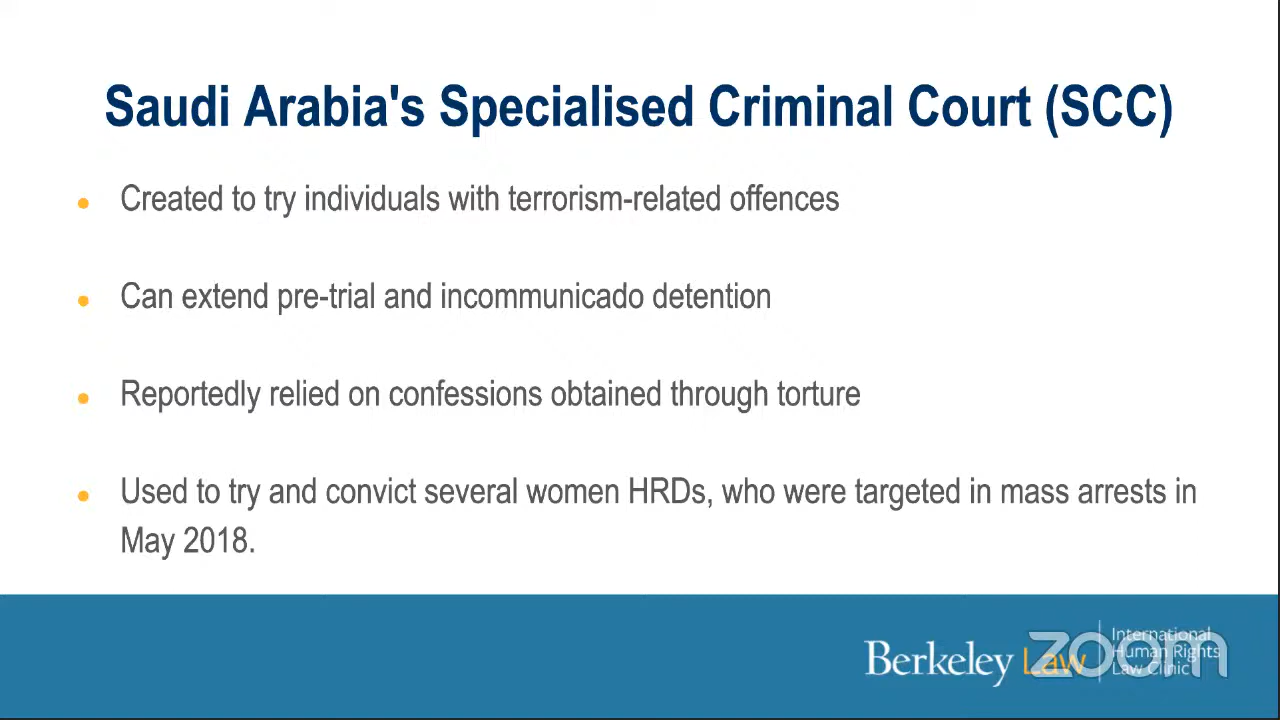 Saudi Arabia's Specialised Criminal Court (SCC)
Created to try individuals with terrorism-related offences
Can extend pre-trial and incommunicado detention
Reportedly relied on confessions obtained through torture
Used to try and convict several women HRDs, who were targeted in mass arrests in
May 2018.
Berkeley Law
International
Human Rights
Law Clinic
zoom